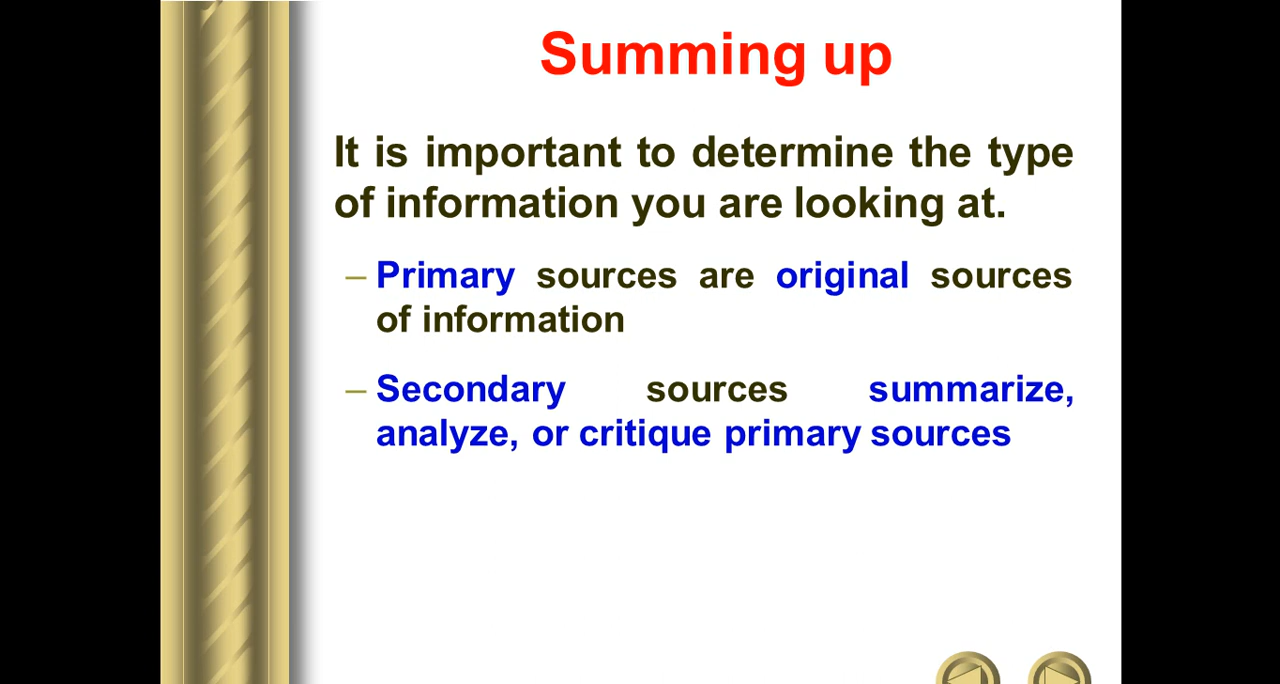 Summing up
It is important to determine the type
of information you are looking at.
– Primary sources are original sources
of information
– Secondary sources summarize,
analyze, or critique primary sources